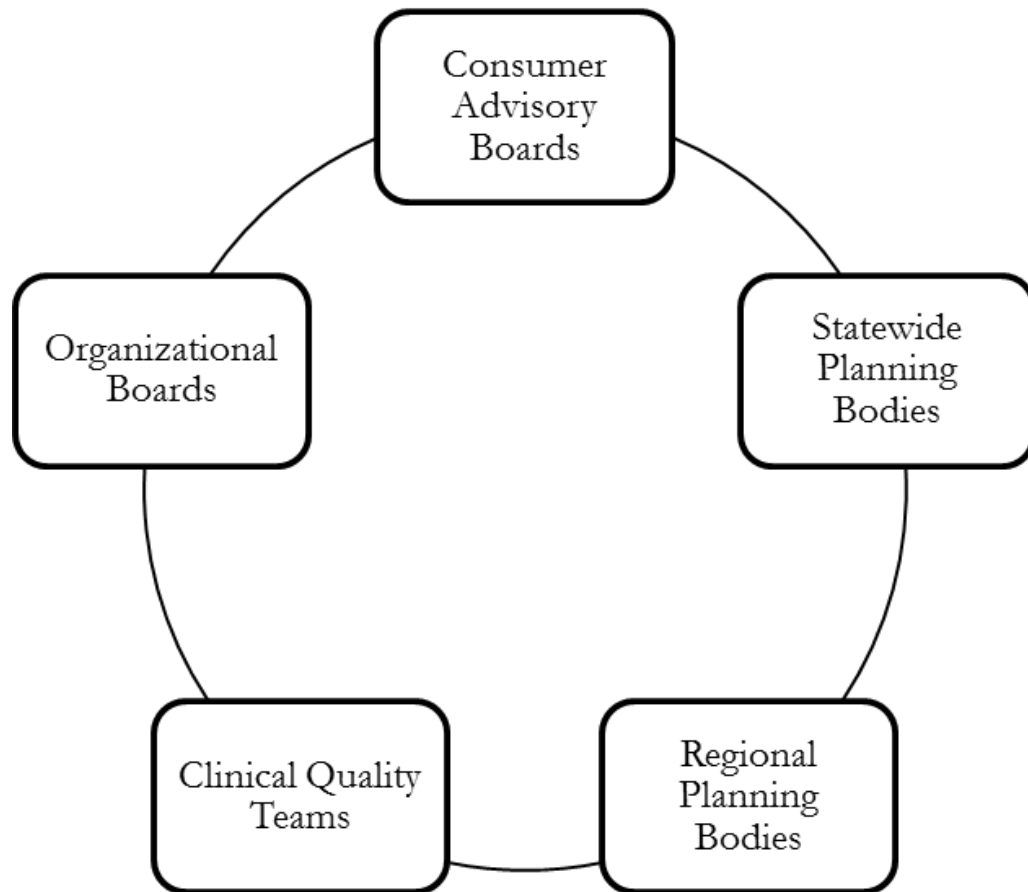 Consumer
Advisory
Boards
Statewide
Planning
Bodies
Regional
Planning
Bodies
Clinical Quality
Teams
Organizational
Boards